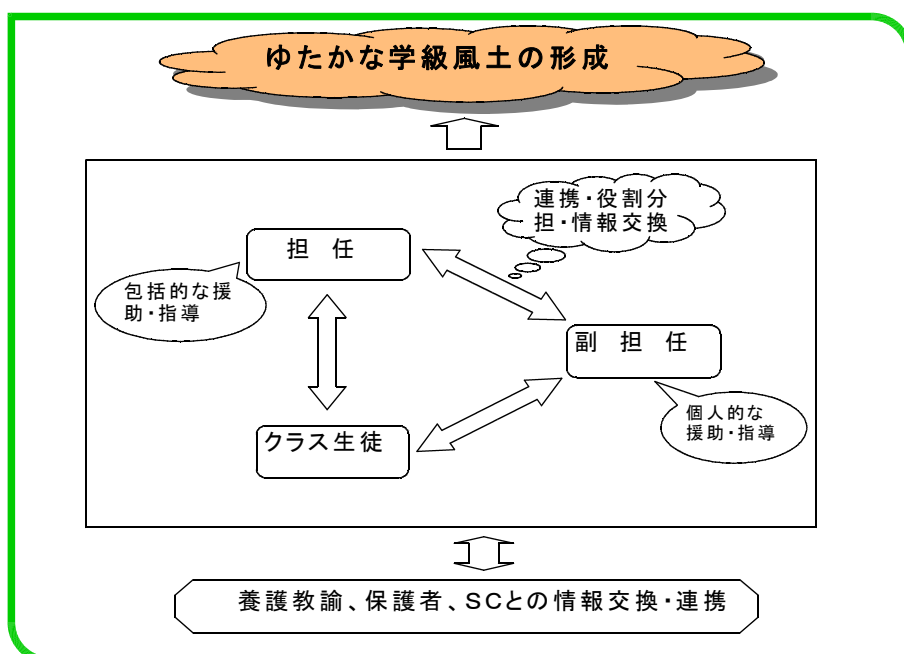 ゆたかな学級風土の形成
連携・役割分
担・情報交換
担　任
包括的な援
助・指導
副　担　任
個人的な
援助・指導
クラス生徒
養護教諭、保護者、SCとの情報交換・連携